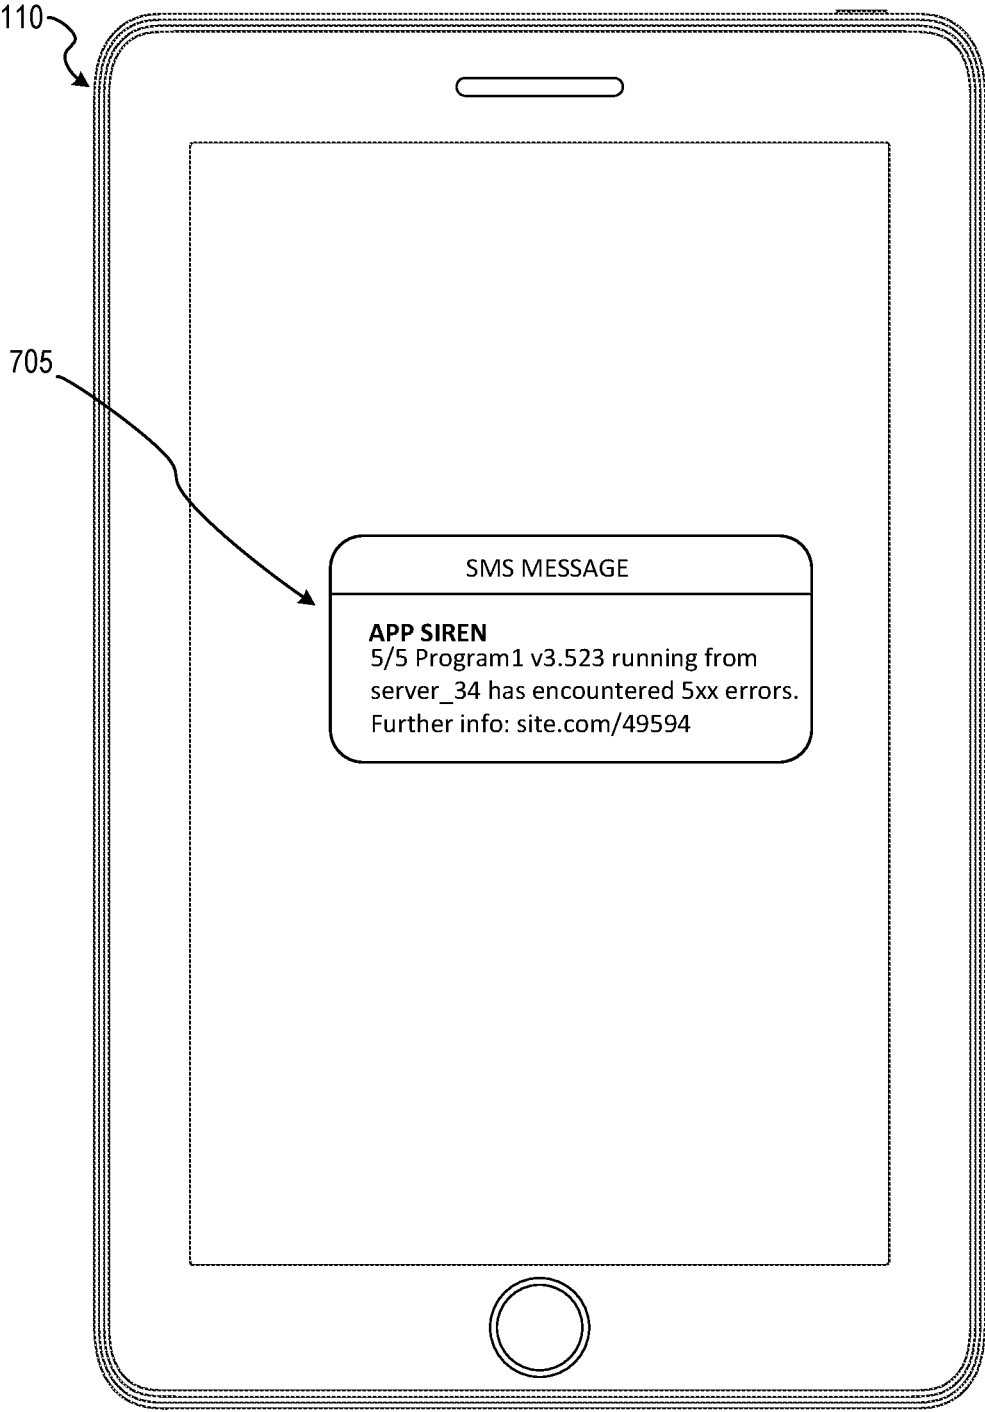 110
705
SMS MESSAGE
APP SIREN
5/5 Program1 v3.523 running from
server_34 has encountered 5xx errors.
Further info: site.com/49594